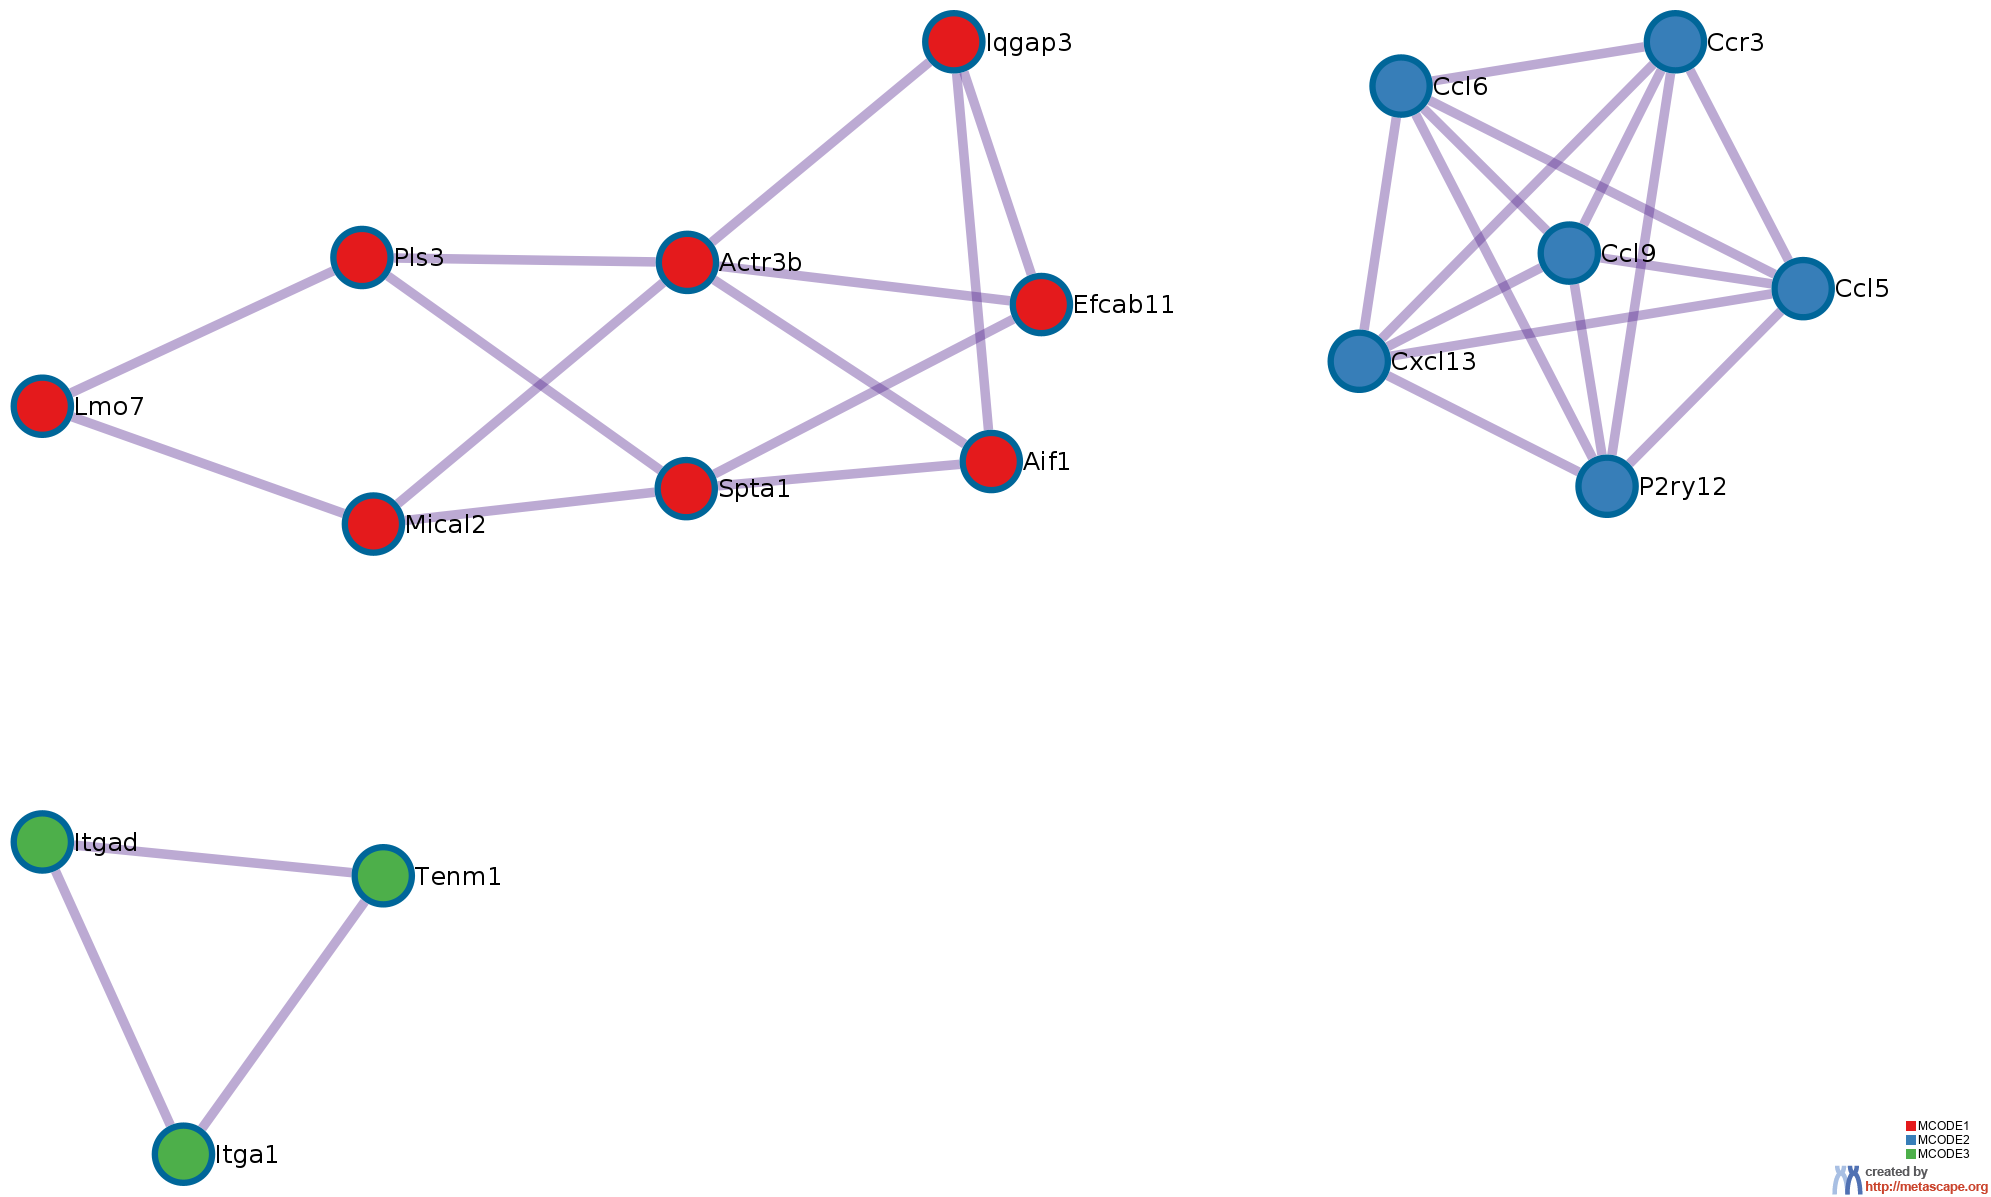 Iqgap3
Ccr3
Ccl6
Pls3
Actr3b
Ccl9
Efcab11
Ccl5
Cxcl13
Lmo7
Aif1
Spta1
P2ry12
Mical2
Itgad
Tenm1
Itga1
MCODE1
MCODE2
MCODE3
created by
http://metascape.org